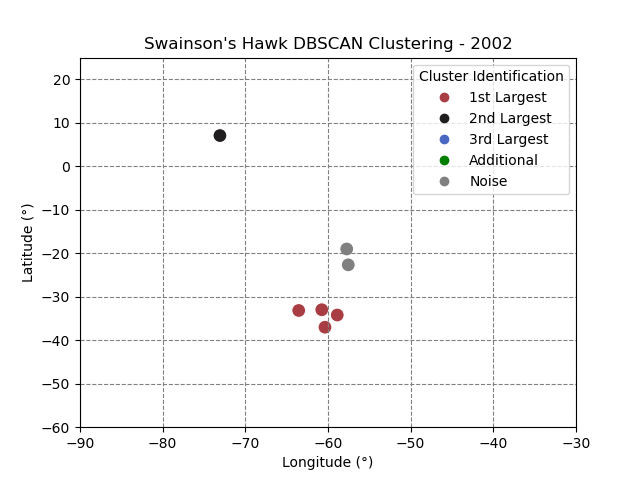 Swainson's Hawk DBSCAN Clustering - 2002
Cluster Identification
1st Largest
2nd Largest
3rd Largest
Additional
Noise
20
10
0
−10
−20
−30
−40
−50
−60
Latitude (°)
−90 −80 −70 −60 −50 −40 −30
Longitude (°)